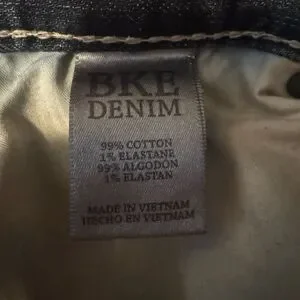 BKE
DENIM
99% COTTON
1% ELASTANE
99% ALGODON
1% ELASTAN
MADE IN VIETNAM
HECHO EN VIETNAM